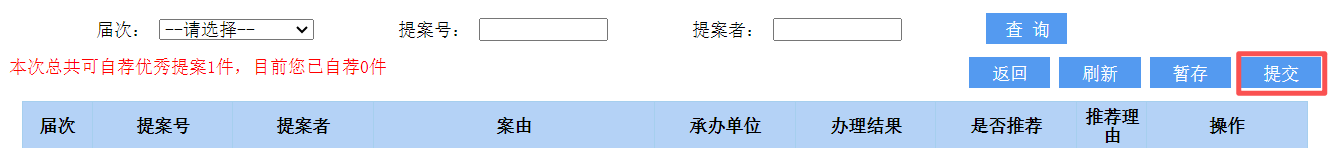 届次： --请选择-- 提案号： 提案者： 查 询
本次总共可自荐优秀提案1件，目前您已自荐0件 返回 刷新 暂存 提交
届次 提案号 提案者 案由 承办单位 办理结果 是否推荐 推荐理由 操作